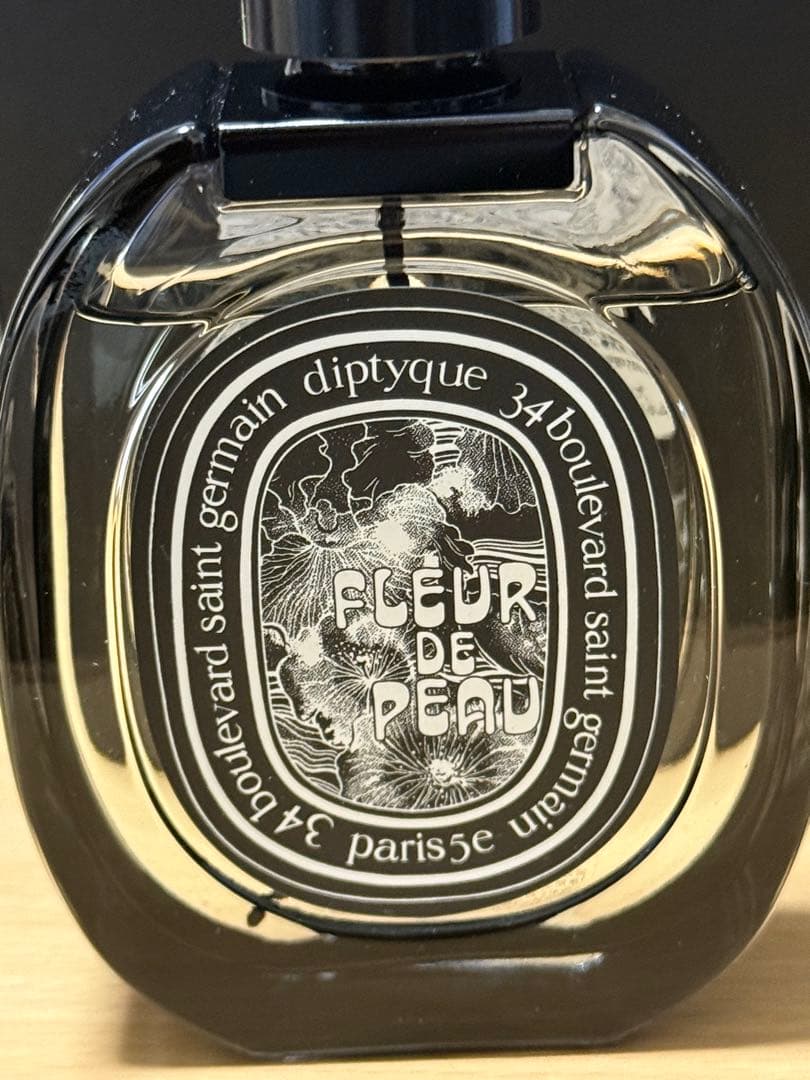 diptyque
34 boulevard saint germain
paris5e
34 boulevard saint germain
FLEUR
DE
PEAU